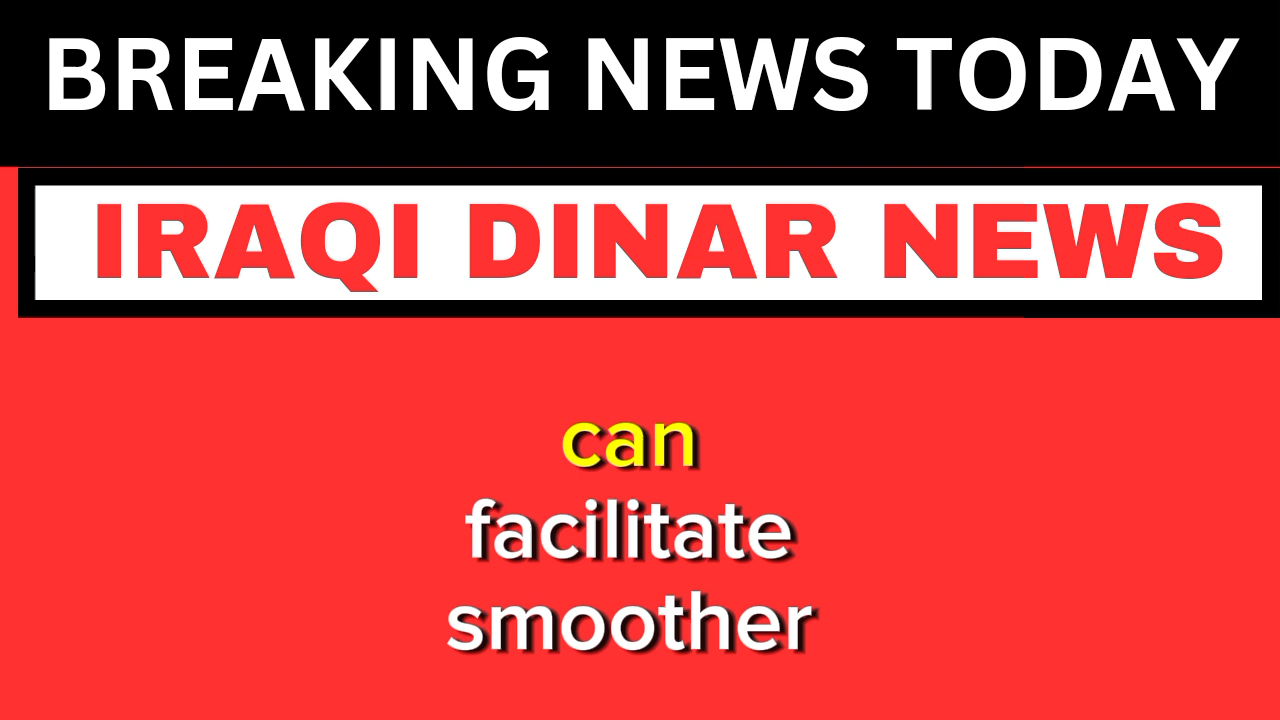 BREAKING NEWS TODAY
IRAQI DINAR NEWS
can
facilitate
smoother